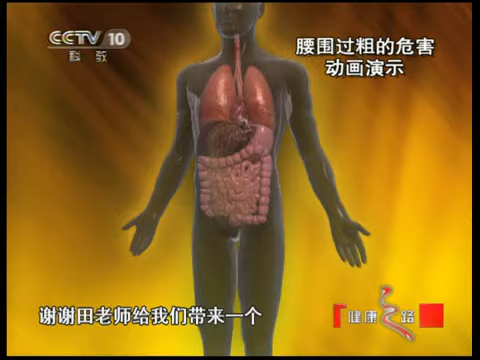 CCTV 10
科教
腰围过粗的危害
动画演示
谢谢田老师给我们带来一个
健康之路